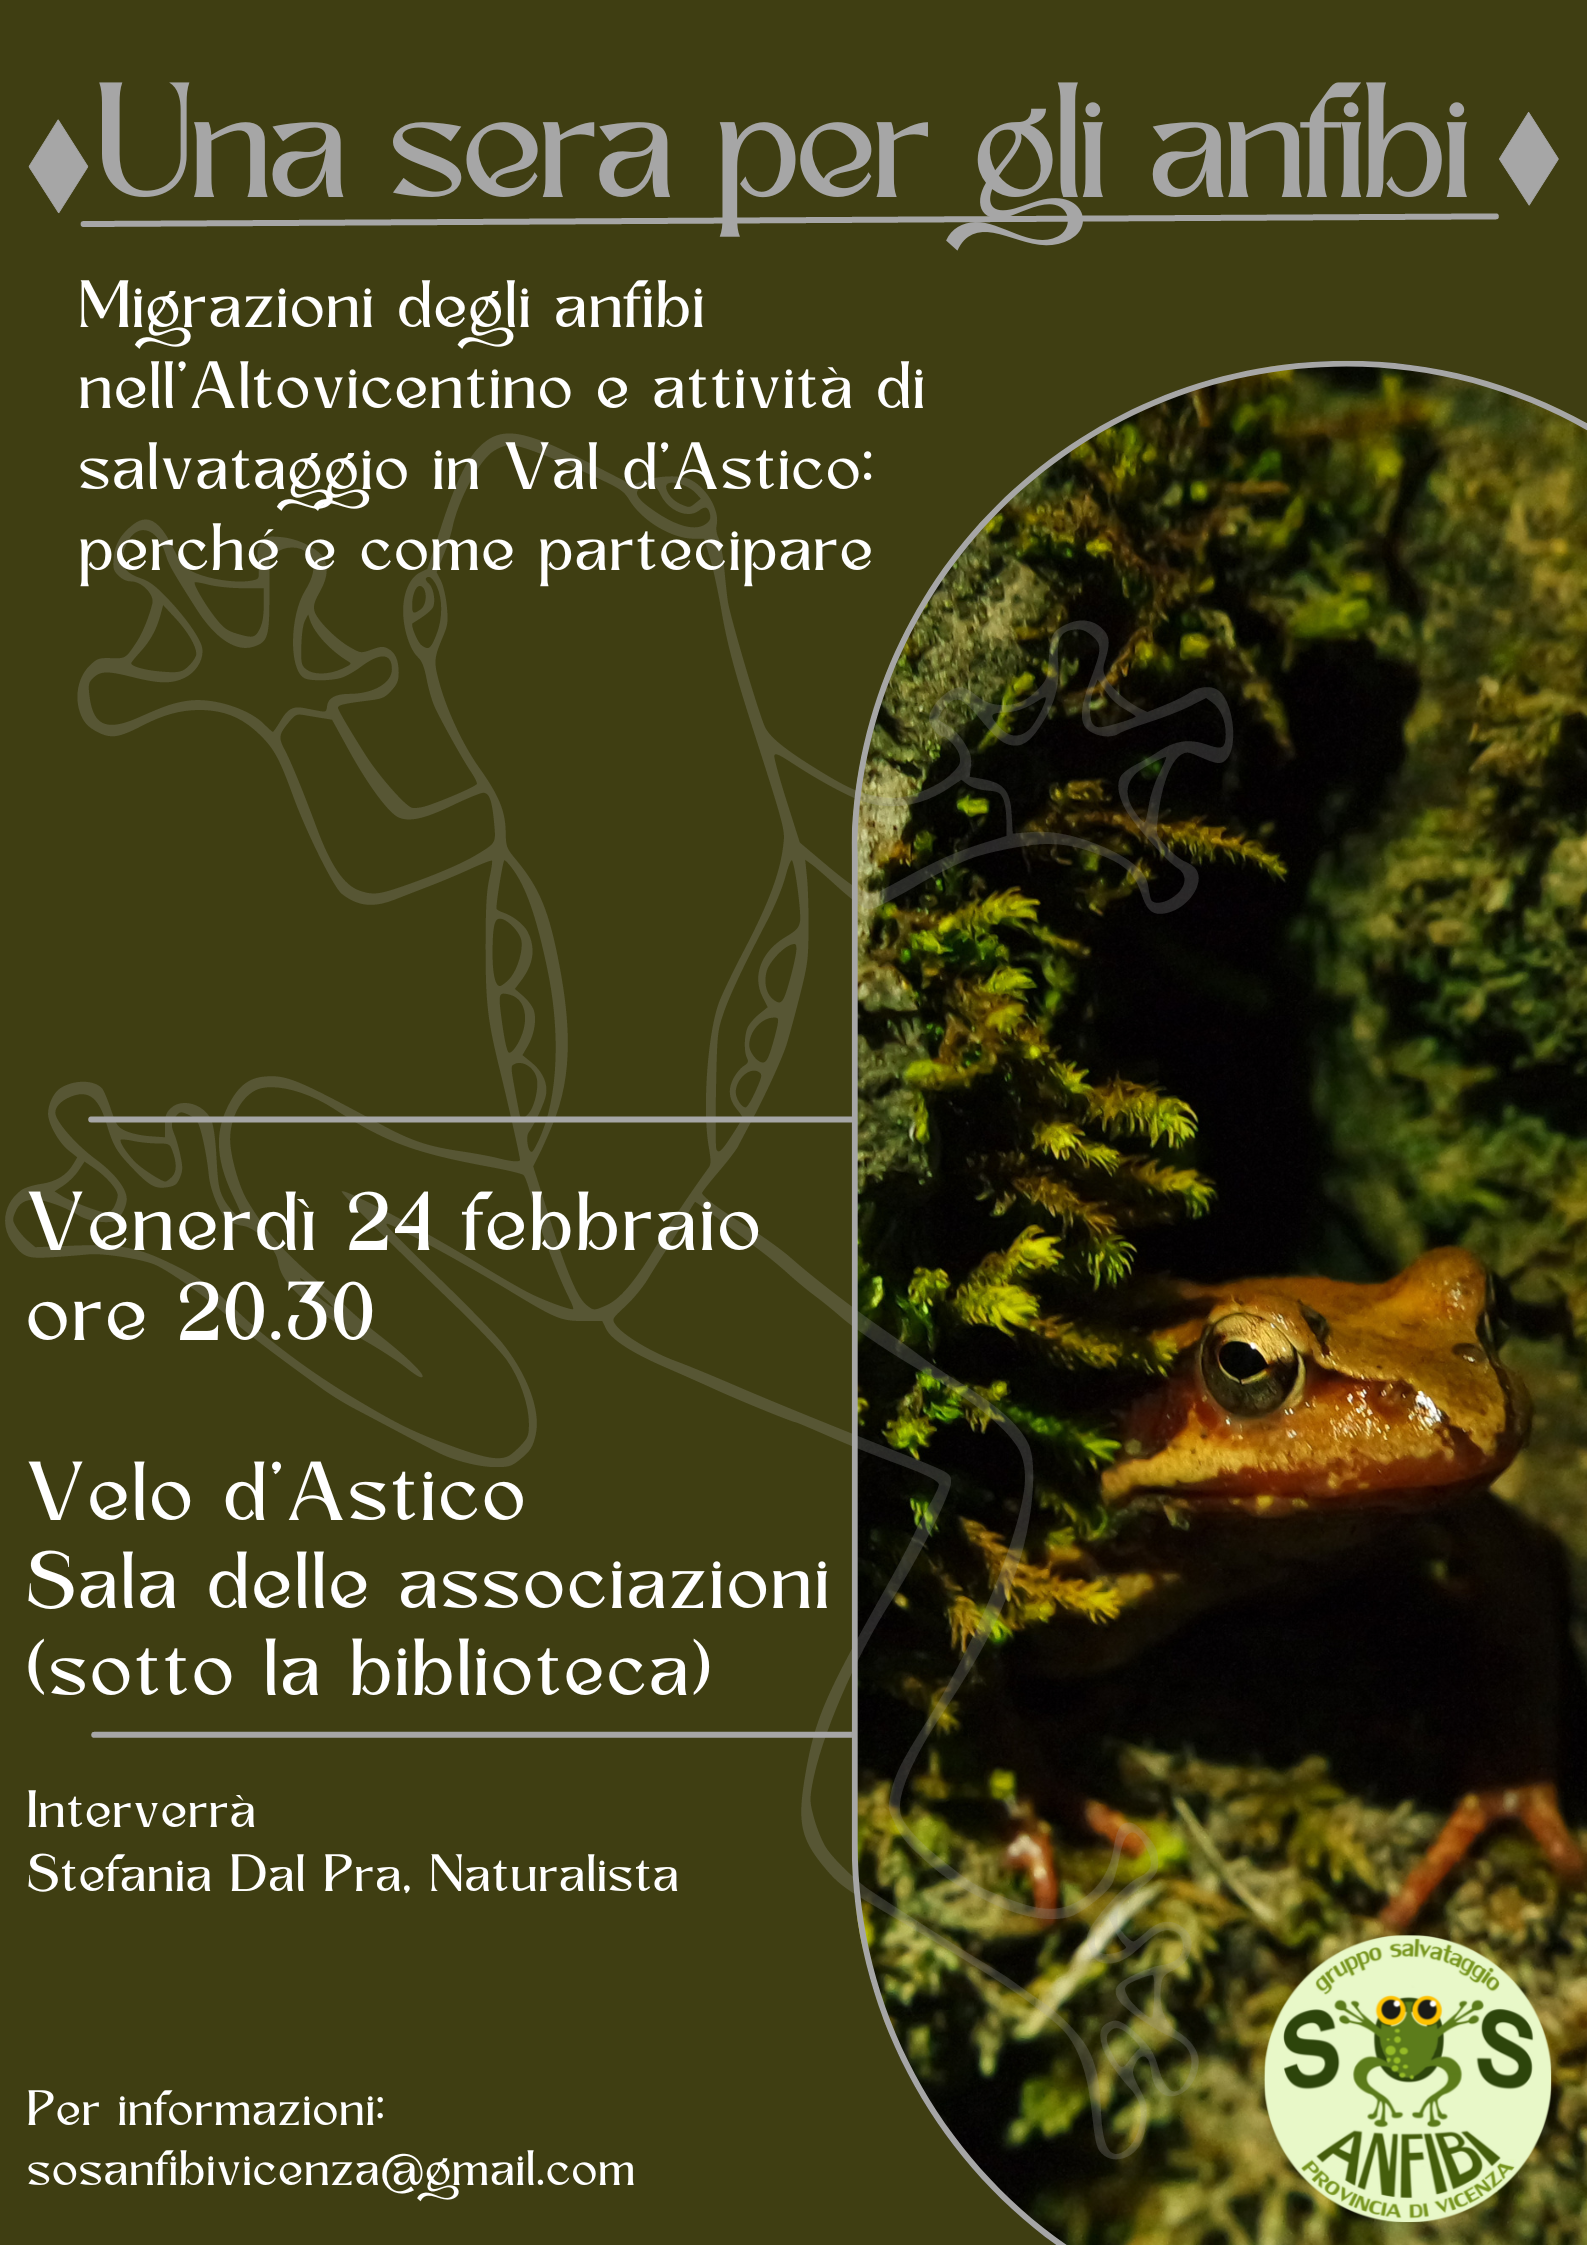 Una sera per gli anfibi
Migrazioni degli anfibi
nell'Altovicentino e attività di
salvataggio in Val d'Astico:
perché e come partecipare
Venerdì 24 febbraio
ore 20.30
Velo d'Astico
Sala delle associazioni
(sotto la biblioteca)
Interverrà
Stefania Dal Pra, Naturalista
Per informazioni:
sosanfibivicenza@gmail.com
gruppo salvataggio
S S
ANFIBI
PROVINCIA DI VICENZA